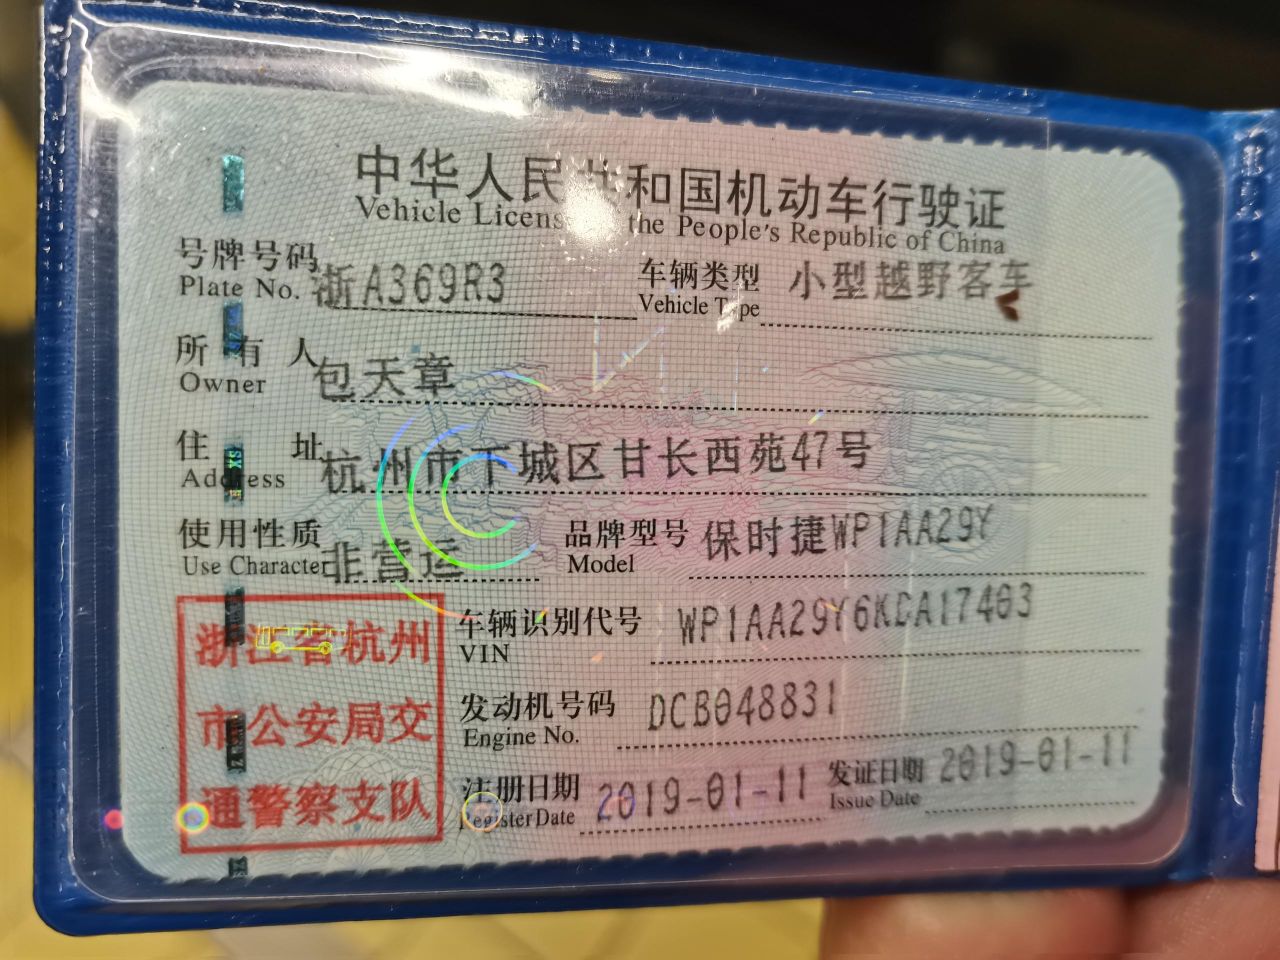 中华人民共和国机动车行驶证
Vehicle License the People's Republic of China
号牌号码 浙A369R3 车辆类型 小型越野客车
Plate No. Vehicle Type
所有人 包天章
Owner
住址 杭州市下城区甘长西苑47号
Address
使用性质 非营运 品牌型号 保时捷WP1AA29Y
Use Character Model
浙江省杭州
市公安局交
通警察支队
车辆识别代号 WP1AA29Y6KDA17403
VIN
发动机号码 DCB048831
Engine No.
注册日期 2019-01-11 发证日期 2019-01-11
Register Date Issue Date